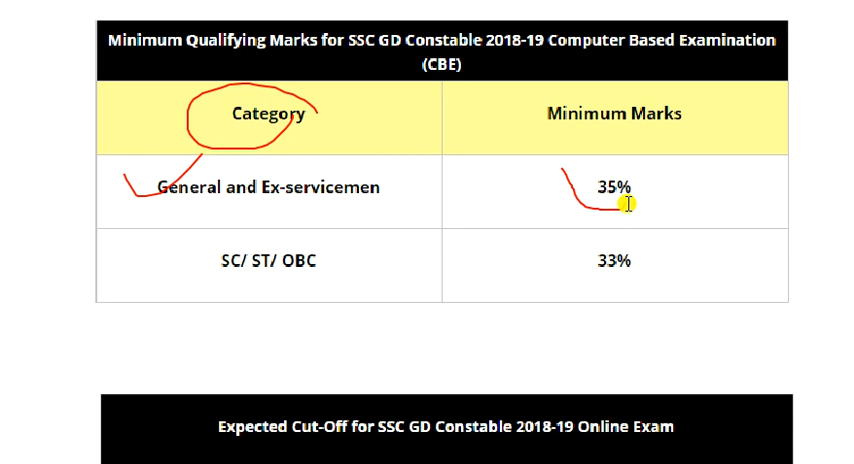 Minimum Qualifying Marks for SSC GD Constable 2018-19 Computer Based Examination
(CBE)
Category Minimum Marks
General and Ex-servicemen 35%
SC/ ST/ OBC 33%
Expected Cut-Off for SSC GD Constable 2018-19 Online Exam